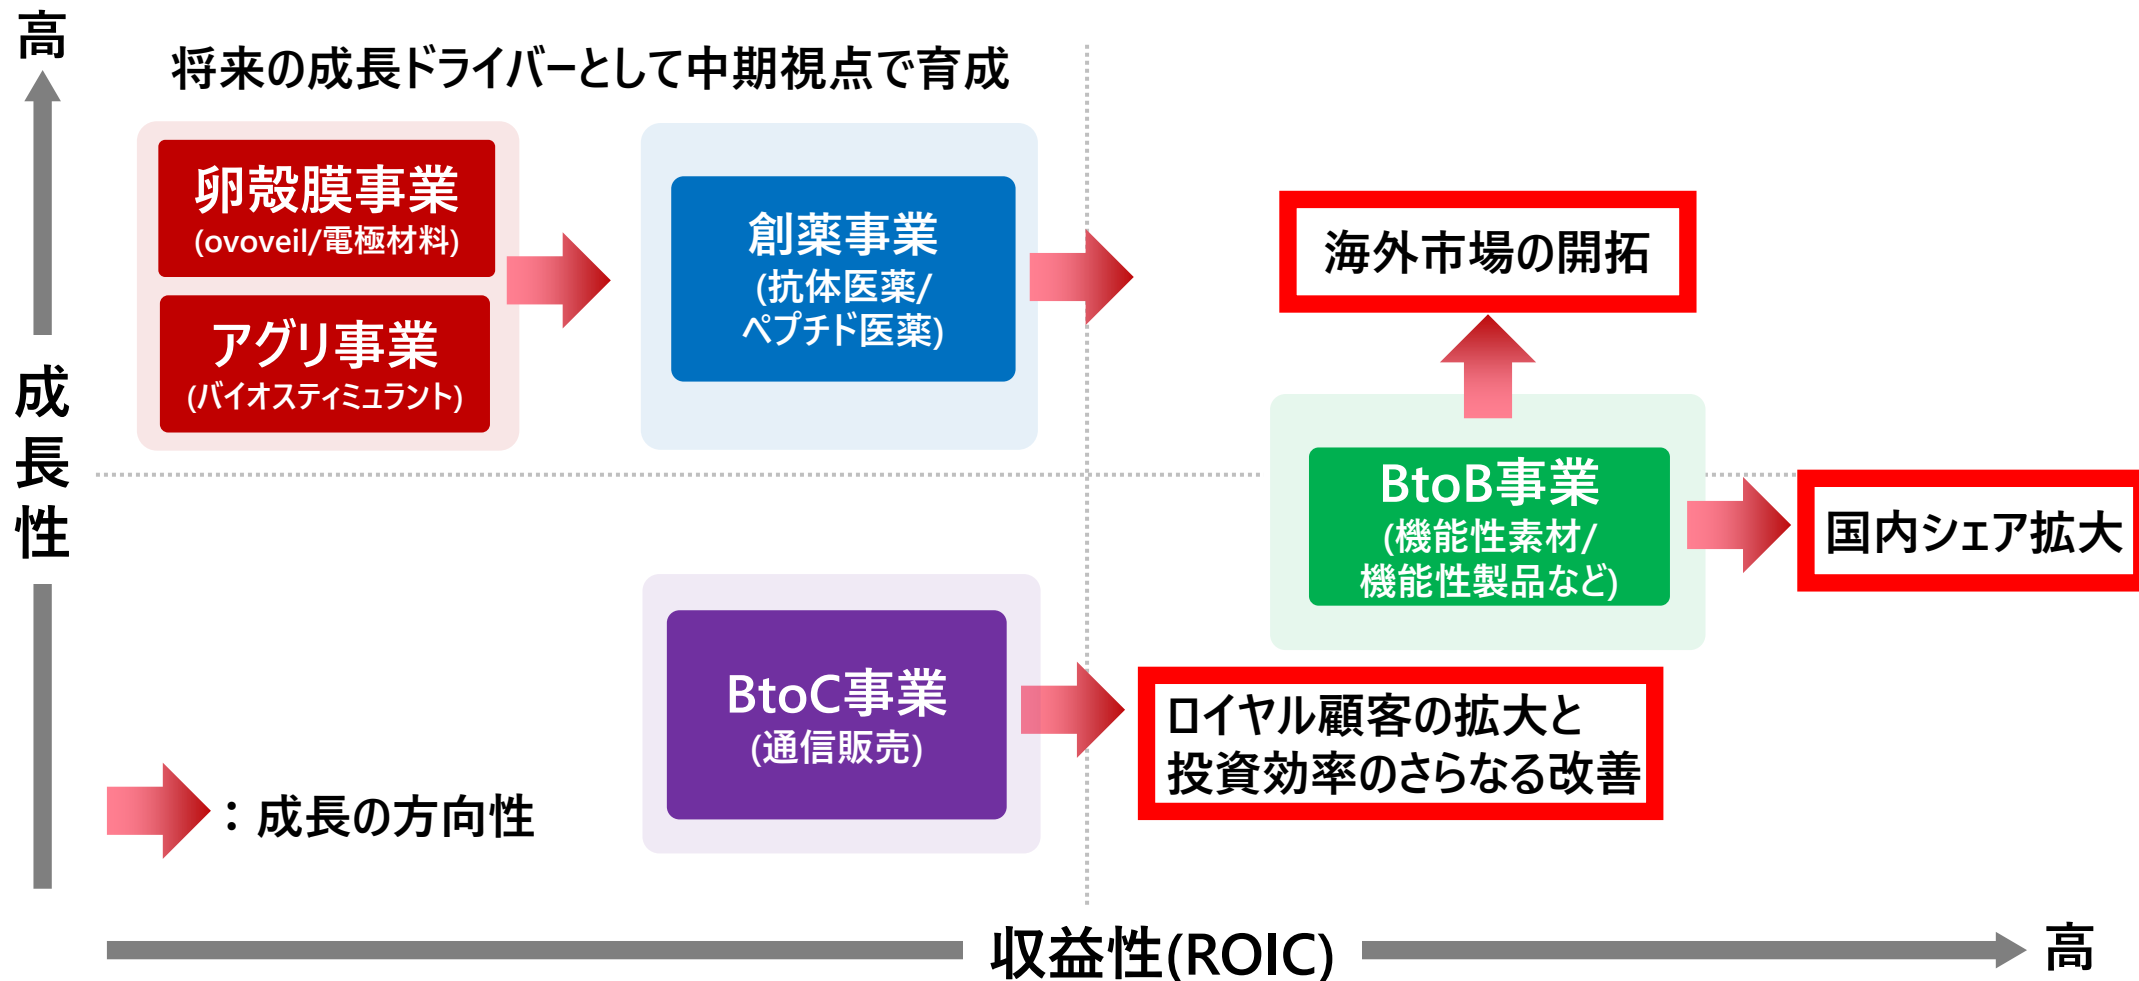 高
将来の成長ドライバーとして中期視点で育成
卵殻膜事業
(ovoveil/電極材料)
アグリ事業
(バイオスティミュラント)
創薬事業
(抗体医薬/
ペプチド医薬)
海外市場の開拓
成長性
BtoB事業
(機能性素材/
機能性製品など)
国内シェア拡大
BtoC事業
(通信販売)
ロイヤル顧客の拡大と
投資効率のさらなる改善
：成長の方向性
収益性(ROIC)
高